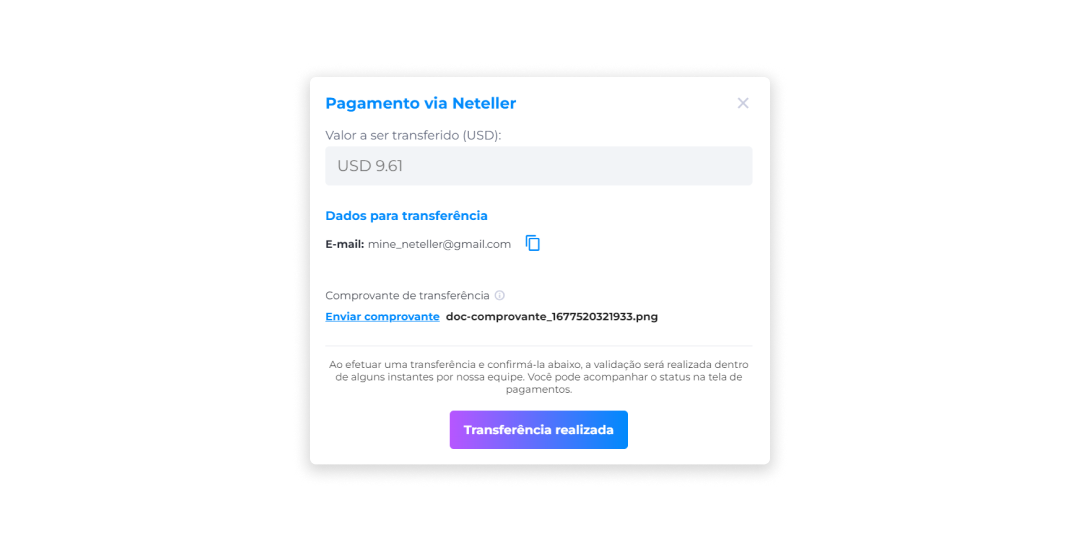 Pagamento via Neteller
Valor a ser transferido (USD):
USD 9.61
Dados para transferência
E-mail: mine_neteller@gmail.com
Comprovante de transferência
Enviar comprovante doc-comprovante_1677520321933.png
Ao efetuar uma transferência e confirmá-la abaixo, a validação será realizada dentro
de alguns instantes por nossa equipe. Você pode acompanhar o status na tela de
pagamentos.
Transferência realizada